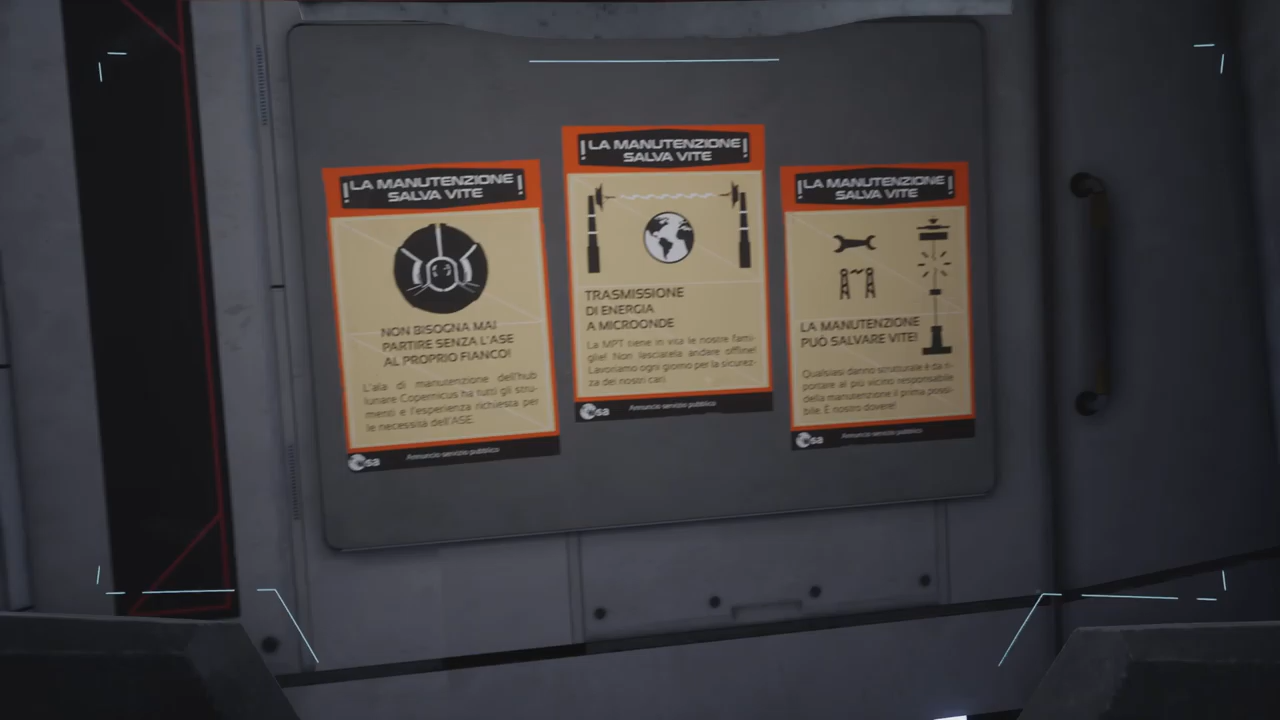 ¡LA MANUTENZIONE!
SALVA VITE
NON BISOGNA MAI
PARTIRE SENZA L'ASE
AL PROPRIO FIANCO!
L'ala di manutenzione dell'hub
lunare Copernicus ha tutti gli stru-
menti e l'esperienza richiesta per
le necessità dell'ASE.
esa
Annuncio servizio pubblico
¡LA MANUTENZIONE!
SALVA VITE
TRASMISSIONE
DI ENERGIA
A MICROONDE
La MPT tiene in vita le nostre fami-
glie! Non lasciatela andare offline!
Lavoriamo ogni giorno per la sicurez-
za dei nostri cari.
esa
Annuncio servizio pubblico
¡LA MANUTENZIONE!
SALVA VITE
LA MANUTENZIONE
PUÒ SALVARE VITE!
Qualsiasi danno strutturale è da ri-
portare al più vicino responsabile
della manutenzione il prima possi-
bile. È nostro dovere!
esa
Annuncio servizio pubblico